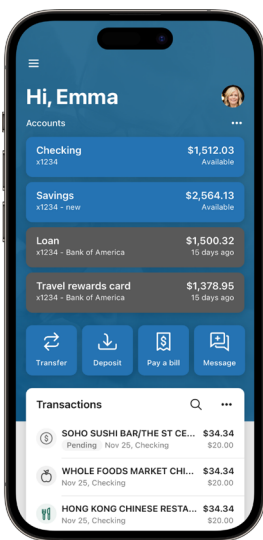 Hi, Emma
Accounts
Checking $1,512.03
x1234 Available
Savings $2,564.13
x1234 - new Available
Loan $1,500.32
x1234 - Bank of America 15 days ago
Travel rewards card $1,378.95
x1234 - Bank of America 15 days ago
Transfer Deposit Pay a bill Message
Transactions
SOHO SUSHI BAR/THE ST CE... $34.34
Pending Nov 25, Checking $20.00
WHOLE FOODS MARKET CHI... $34.34
Nov 25, Checking $20.00
HONG KONG CHINESE RESTA... $34.34
Nov 25, Checking $20.00